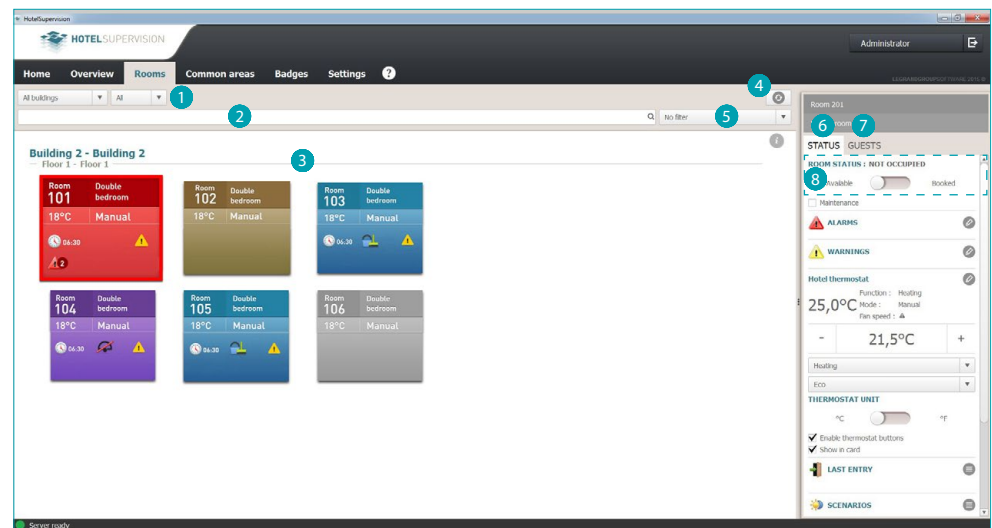 HotelSupervision
HOTELSUPERVISION
Administrator
Home Overview Rooms Common areas Badges Settings ?
All buildings All 1
4
2
No filter 5
Room 201
6 room 7
STATUS GUESTS
i
Building 2 - Building 2
Floor 1 - Floor 1
3
ROOM STATUS : NOT OCCUPIED
8 Available Booked
Maintenance
ALARMS
WARNINGS
Room 101 Double bedroom
18°C Manual
06:30
2
Room 102 Double bedroom
18°C Manual
Room 103 Double bedroom
18°C Manual
06:30
Room 104 Double bedroom
18°C Manual
06:30
Room 105 Double bedroom
18°C Manual
06:30
Room 106 Double bedroom
18°C Manual
Hotel thermostat
25,0°C
Function : Heating
Mode : Manual
Fan speed : A
- 21,5°C +
Heating
Eco
THERMOSTAT UNIT
°C °F
Enable thermostat buttons
Show in card
LAST ENTRY
SCENARIOS
Server ready